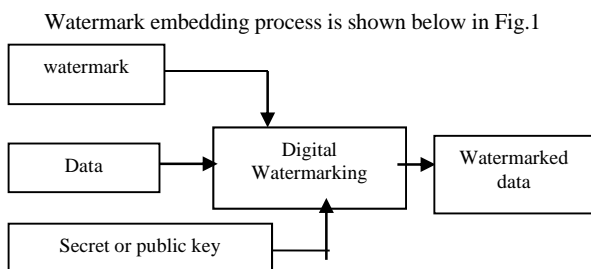 Watermark embedding process is shown below in Fig.1
watermark
Data
Digital
Watermarking
Watermarked
data
Secret or public key